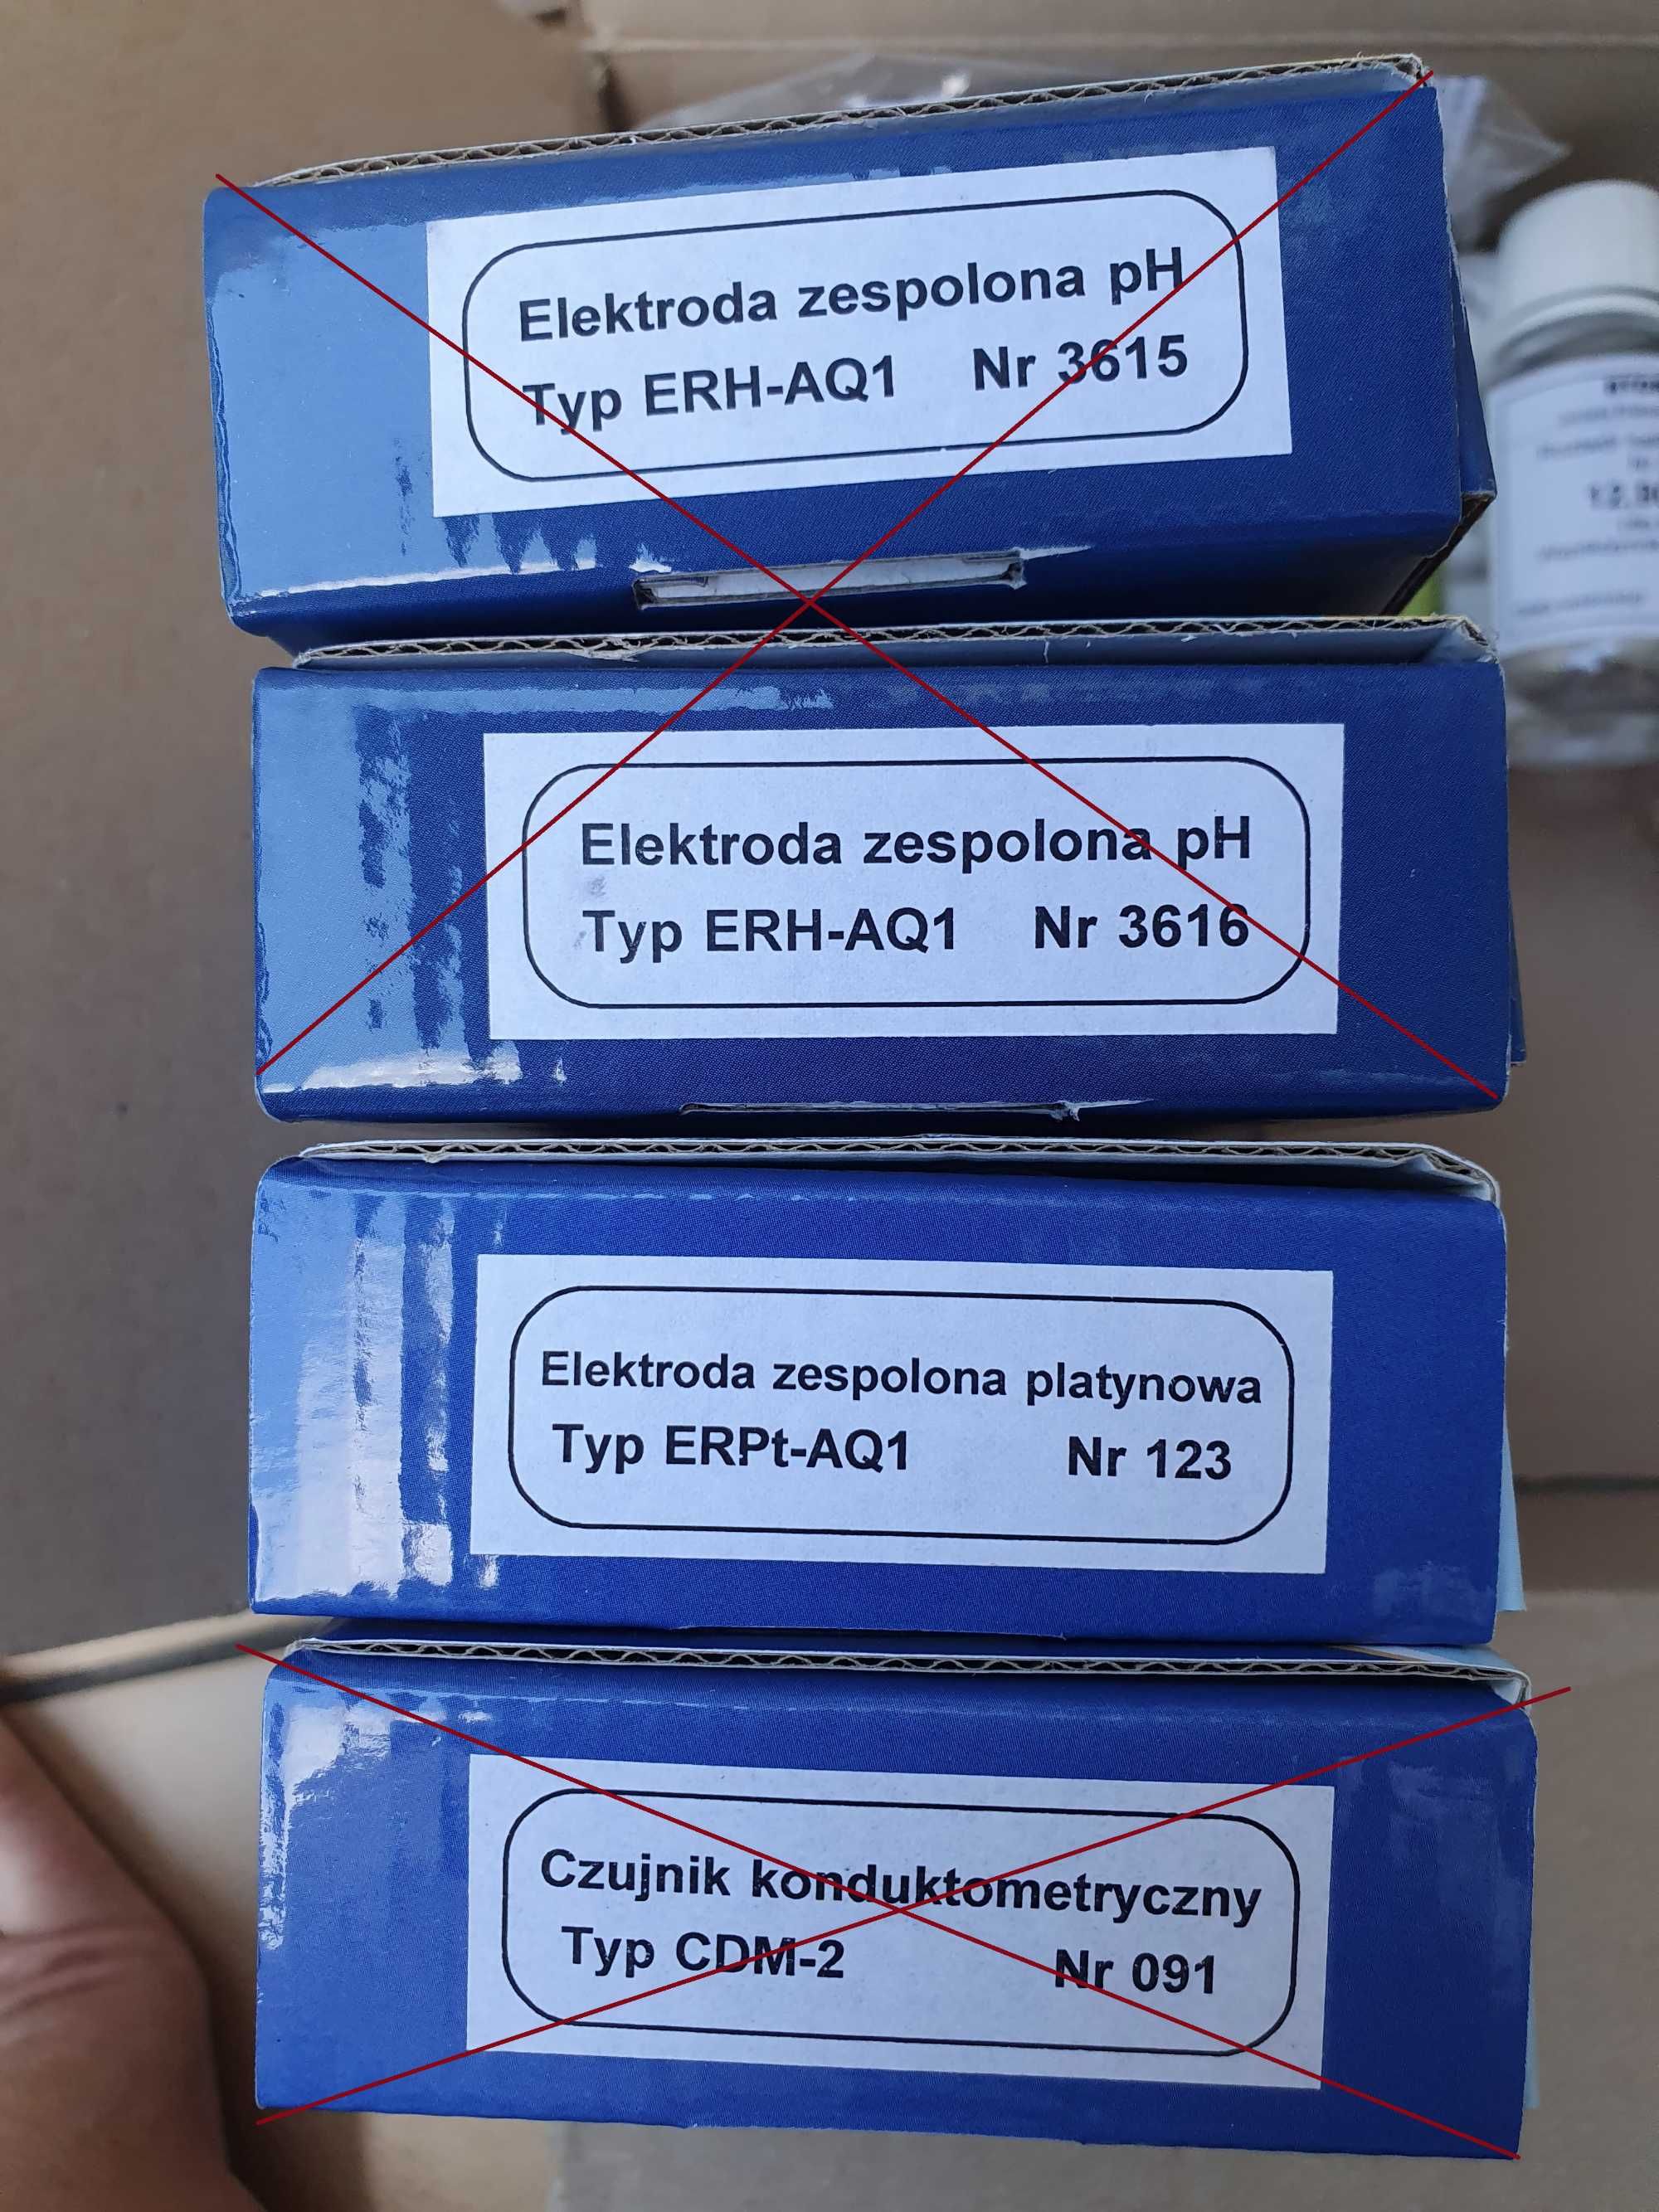 Elektroda zespolona pH
Typ ERH-AQ1 Nr 3615
Elektroda zespolona pH
Typ ERH-AQ1 Nr 3616
Elektroda zespolona platynowa
Typ ERPt-AQ1 Nr 123
Czujnik konduktometryczny
Typ CDM-2 Nr 091